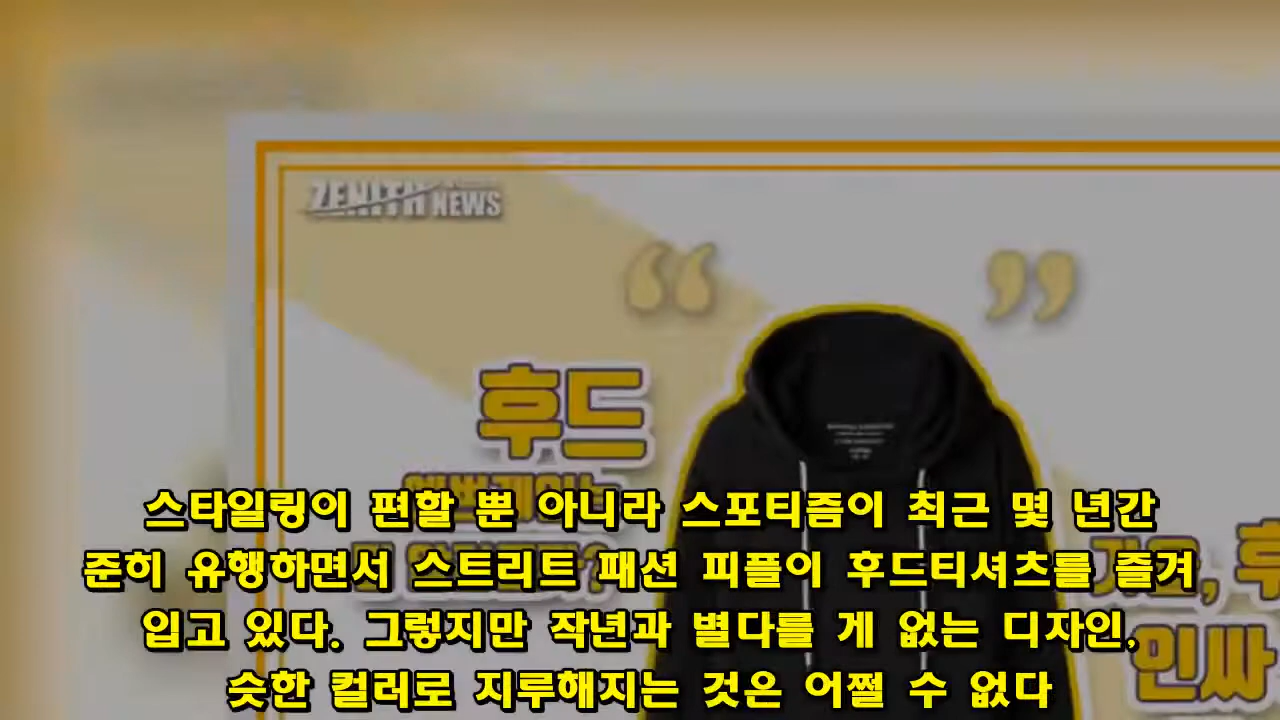 ZENITH NEWS
“ ”
후드
스타일링이 편할 뿐 아니라 스포티즘이 최근 몇 년간
준히 유행하면서 스트리트 패션 피플이 후드티셔츠를 즐겨
입고 있다. 그렇지만 작년과 별다를 게 없는 디자인,
슷한 컬러로 지루해지는 것은 어쩔 수 없다
인싸